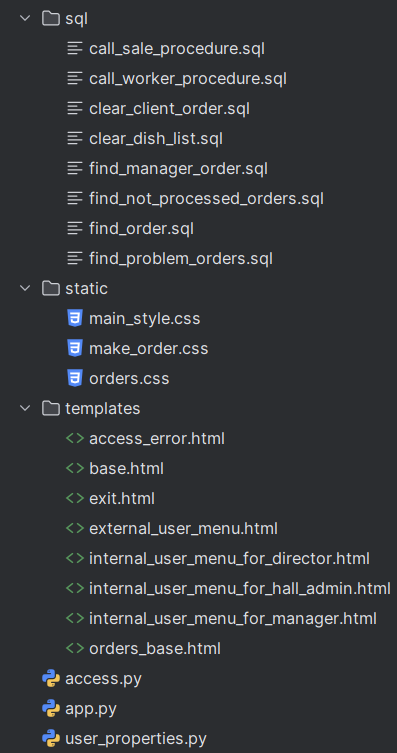 sql
call_sale_procedure.sql
call_worker_procedure.sql
clear_client_order.sql
clear_dish_list.sql
find_manager_order.sql
find_not_processed_orders.sql
find_order.sql
find_problem_orders.sql
static
main_style.css
make_order.css
orders.css
templates
access_error.html
base.html
exit.html
external_user_menu.html
internal_user_menu_for_director.html
internal_user_menu_for_hall_admin.html
internal_user_menu_for_manager.html
orders_base.html
access.py
app.py
user_properties.py